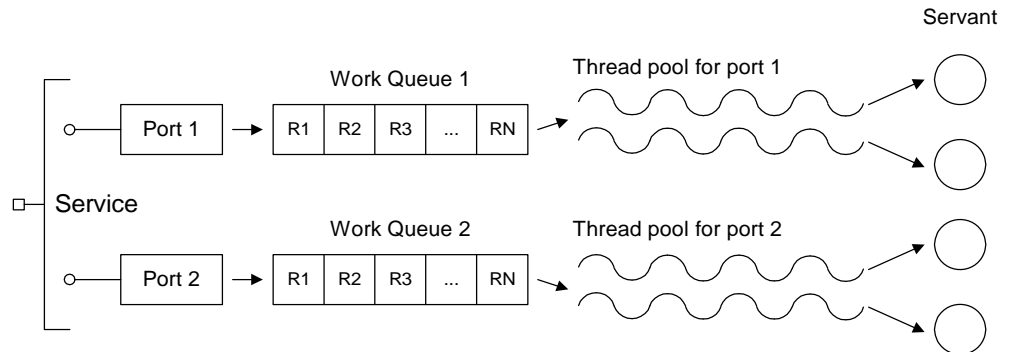 Servant
Work Queue 1
Thread pool for port 1
Port 1
R1 R2 R3 ... RN
Service
Work Queue 2
Thread pool for port 2
Port 2
R1 R2 R3 ... RN